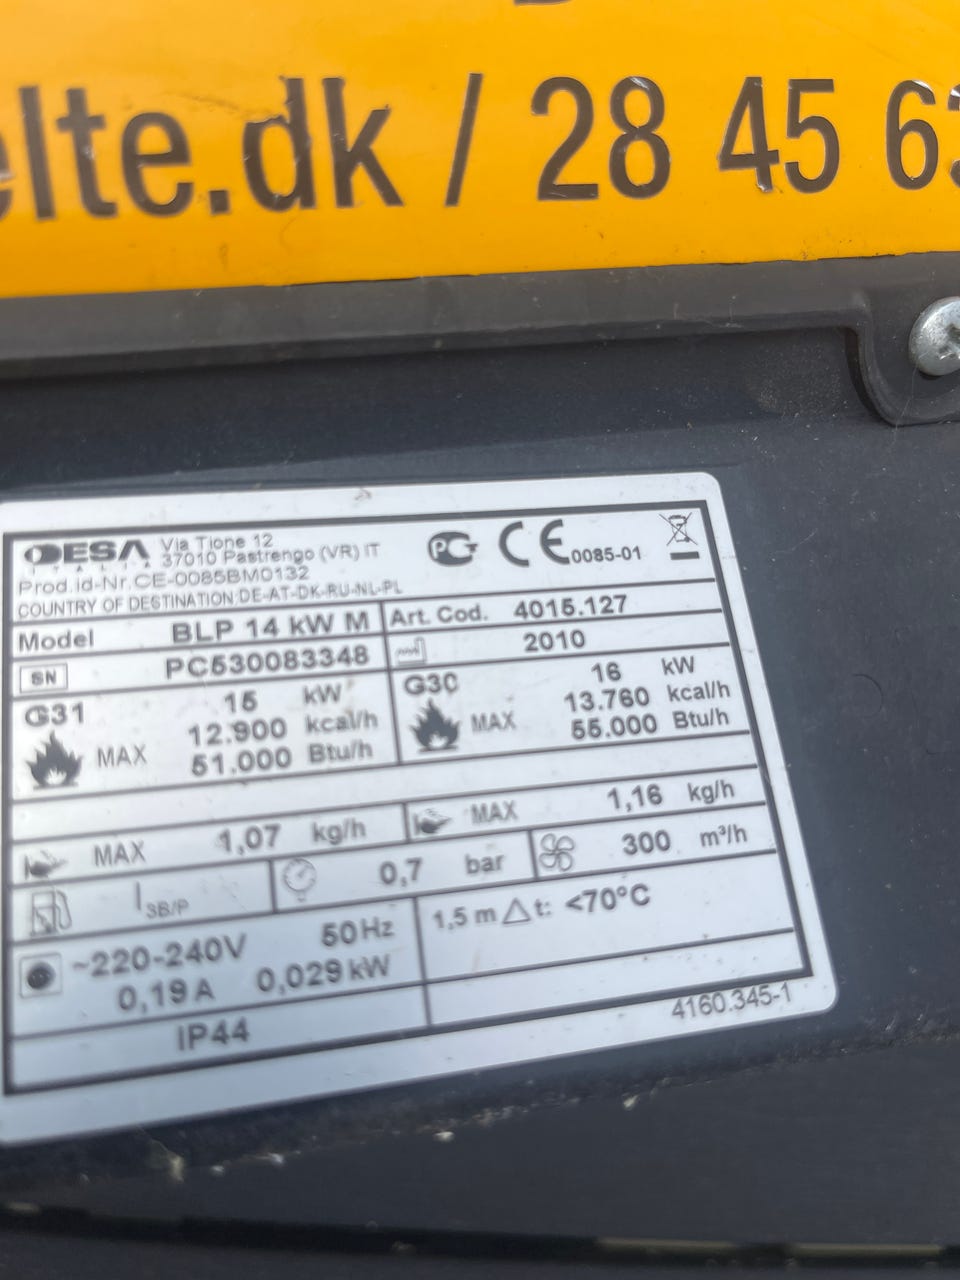 elte.dk / 28 45 63
DESA ITALIA Via Tione 12
37010 Pastrengo (VR) IT
Prod.id-Nr.CE-0085BM0132
COUNTRY OF DESTINATION:DE-AT-DK-RU-NL-PL
CE 0085-01
Model BLP 14 kW M Art. Cod. 4015.127
SN PC530083348 2010
G31 15 kW G30 16 kW
MAX 12.900 kcal/h MAX 13.760 kcal/h
51.000 Btu/h 55.000 Btu/h
MAX 1,07 kg/h MAX 1,16 kg/h
I3B/P 0,7 bar 300 m³/h
~220-240V 50Hz 1,5 m △t: <70°C
0,19A 0,029kW
IP44
4160.345-1